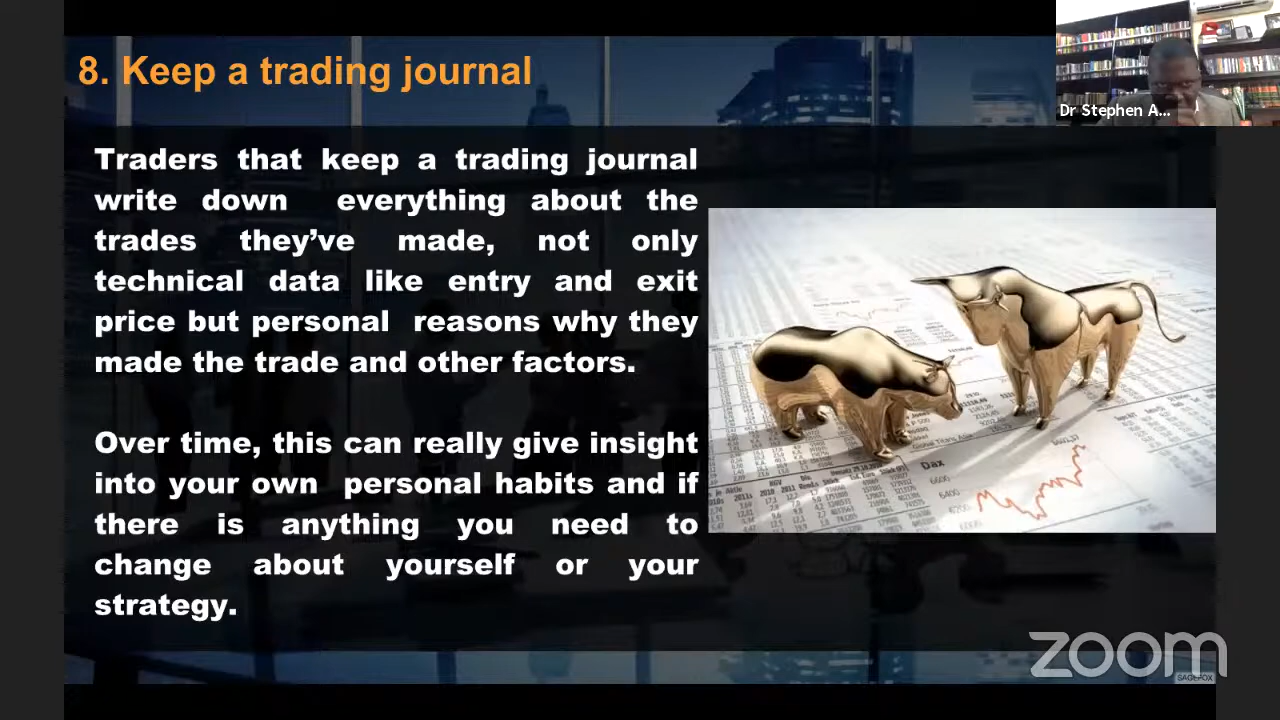 8. Keep a trading journal
Dr Stephen A...
Traders that keep a trading journal
write down everything about the
trades they’ve made, not only
technical data like entry and exit
price but personal reasons why they
made the trade and other factors.
Over time, this can really give insight
into your own personal habits and if
there is anything you need to
change about yourself or your
strategy.
Dax
6600
6400
zoom
SAGEFOX